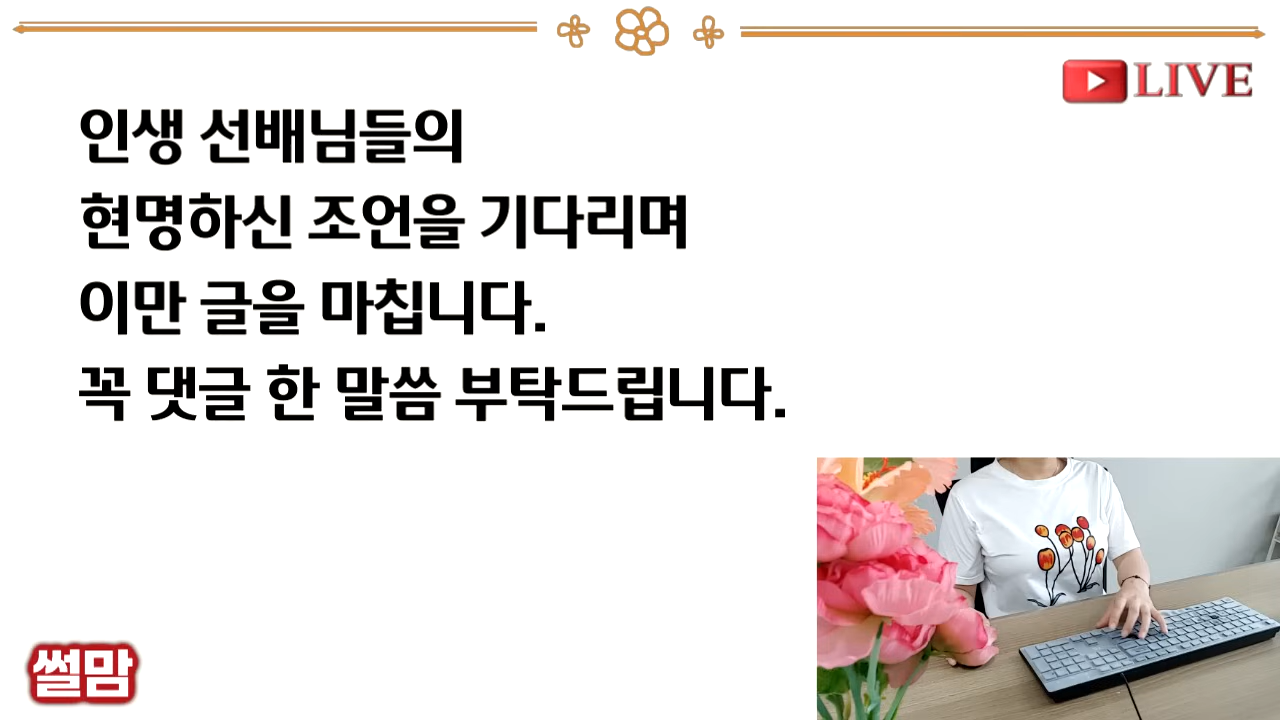 LIVE
인생 선배님들의
현명하신 조언을 기다리며
이만 글을 마칩니다.
꼭 댓글 한 말씀 부탁드립니다.
썰맘